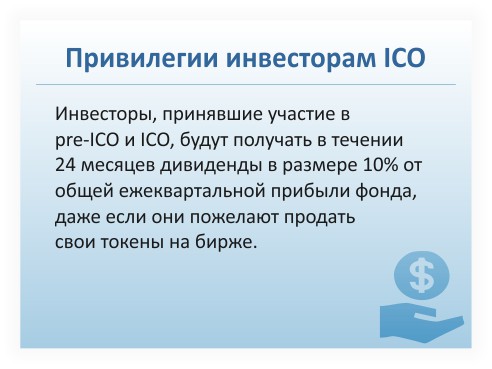 Привилегии инвесторам ICO
Инвесторы, принявшие участие в
pre-ICO и ICO, будут получать в течении
24 месяцев дивиденды в размере 10% от
общей ежеквартальной прибыли фонда,
даже если они пожелают продать
свои токены на бирже.
$